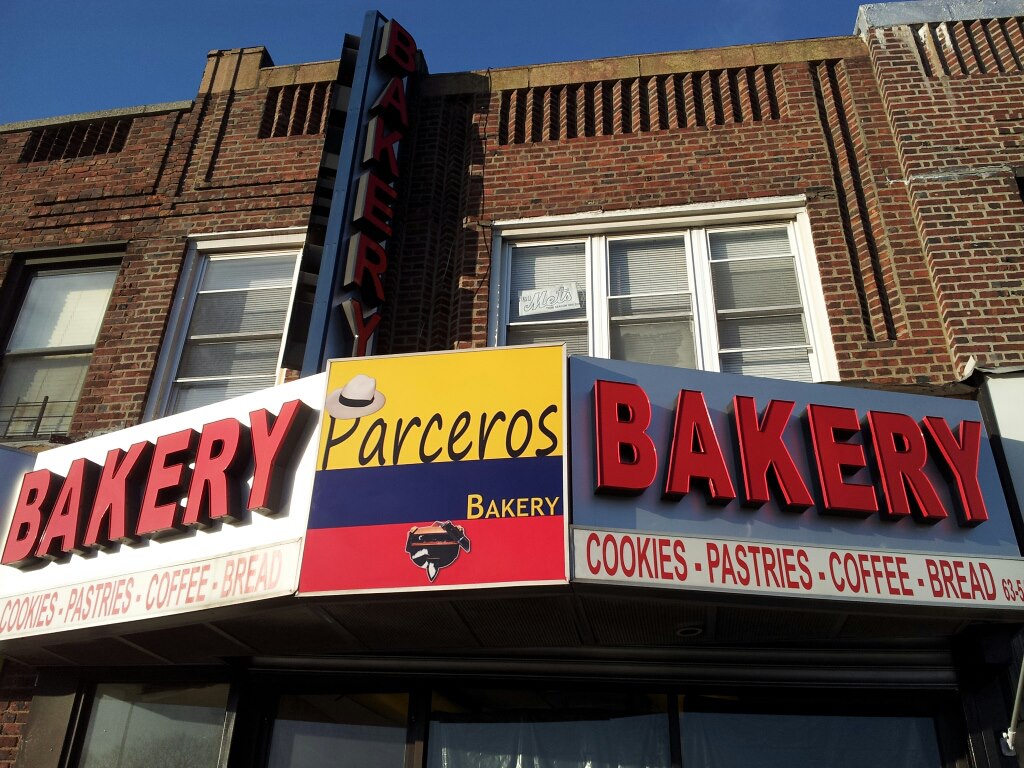 BAKERY
Mets
BAKERY
COOKIES - PASTRIES - COFFEE - BREAD
Parceros
BAKERY
BAKERY
COOKIES - PASTRIES - COFFEE - BREAD